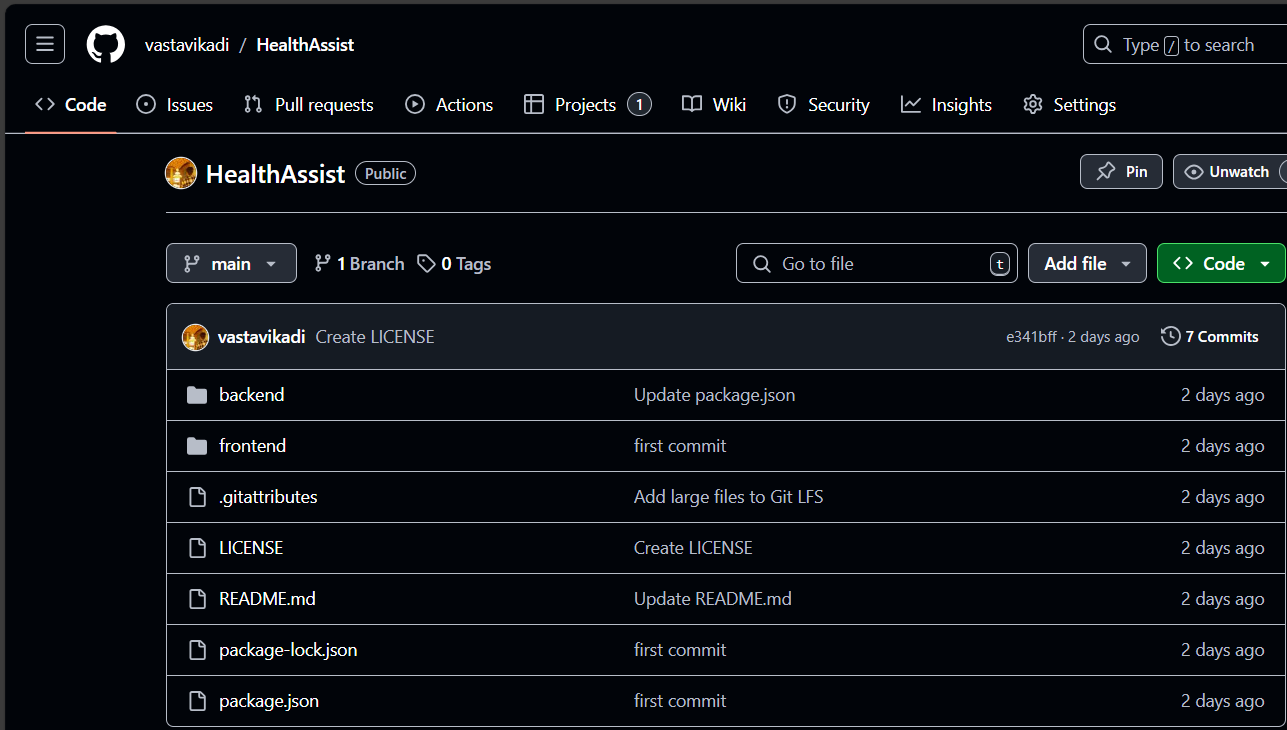 vastavikadi / HealthAssist
Type / to search
Code Issues Pull requests Actions Projects 1 Wiki Security Insights Settings
HealthAssist Public
Pin Unwatch
main 1 Branch 0 Tags
Go to file t Add file Code
vastavikadi Create LICENSE e341bff · 2 days ago 7 Commits
backend Update package.json 2 days ago
frontend first commit 2 days ago
.gitattributes Add large files to Git LFS 2 days ago
LICENSE Create LICENSE 2 days ago
README.md Update README.md 2 days ago
package-lock.json first commit 2 days ago
package.json first commit 2 days ago